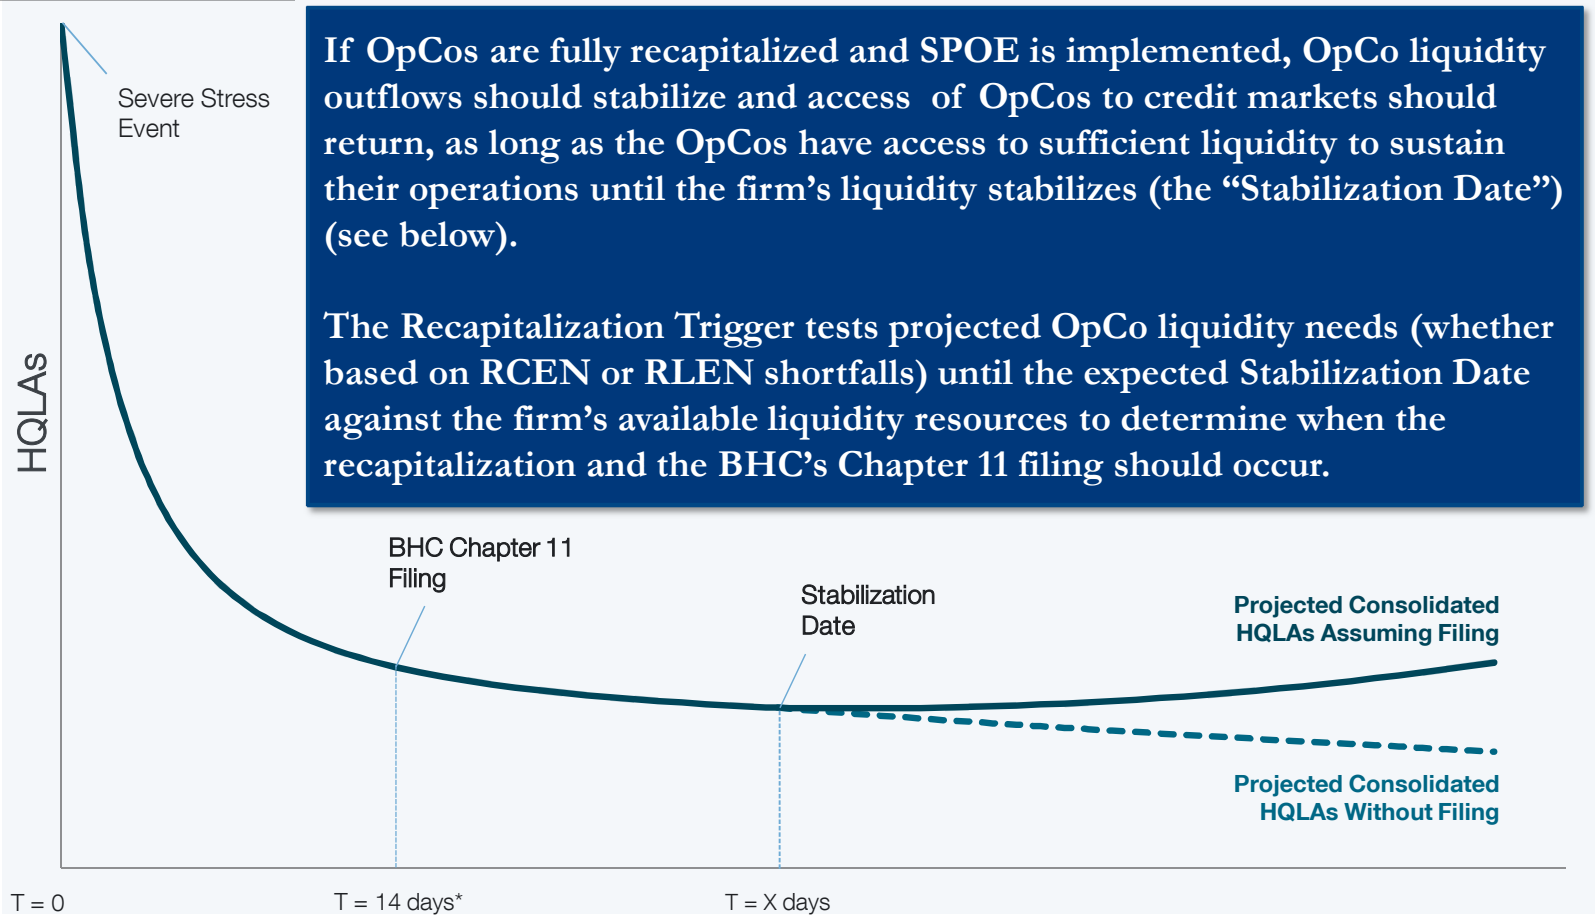 If OpCos are fully recapitalized and SPOE is implemented, OpCo liquidity
outflows should stabilize and access of OpCos to credit markets should
return, as long as the OpCos have access to sufficient liquidity to sustain
their operations until the firm’s liquidity stabilizes (the “Stabilization Date”)
(see below).
The Recapitalization Trigger tests projected OpCo liquidity needs (whether
based on RCEN or RLEN shortfalls) until the expected Stabilization Date
against the firm’s available liquidity resources to determine when the
recapitalization and the BHC’s Chapter 11 filing should occur.
Severe Stress
Event
HQLAs
BHC Chapter 11
Filing
Stabilization
Date
Projected Consolidated
HQLAs Assuming Filing
Projected Consolidated
HQLAs Without Filing
T = 0
T = 14 days*
T = X days